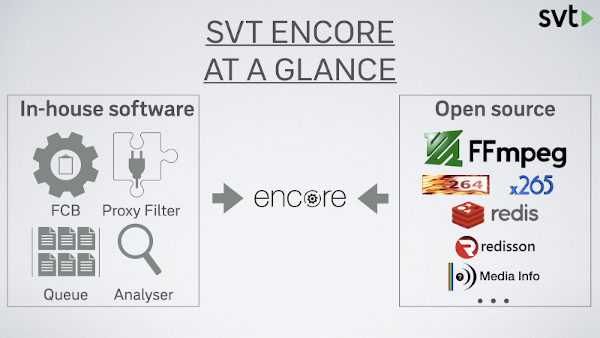 svt
SVT ENCORE
AT A GLANCE
In-house software
FCB
Proxy Filter
Queue
Analyser
encore
Open source
FFmpeg
264
x265
redis
redisson
Media Info
...